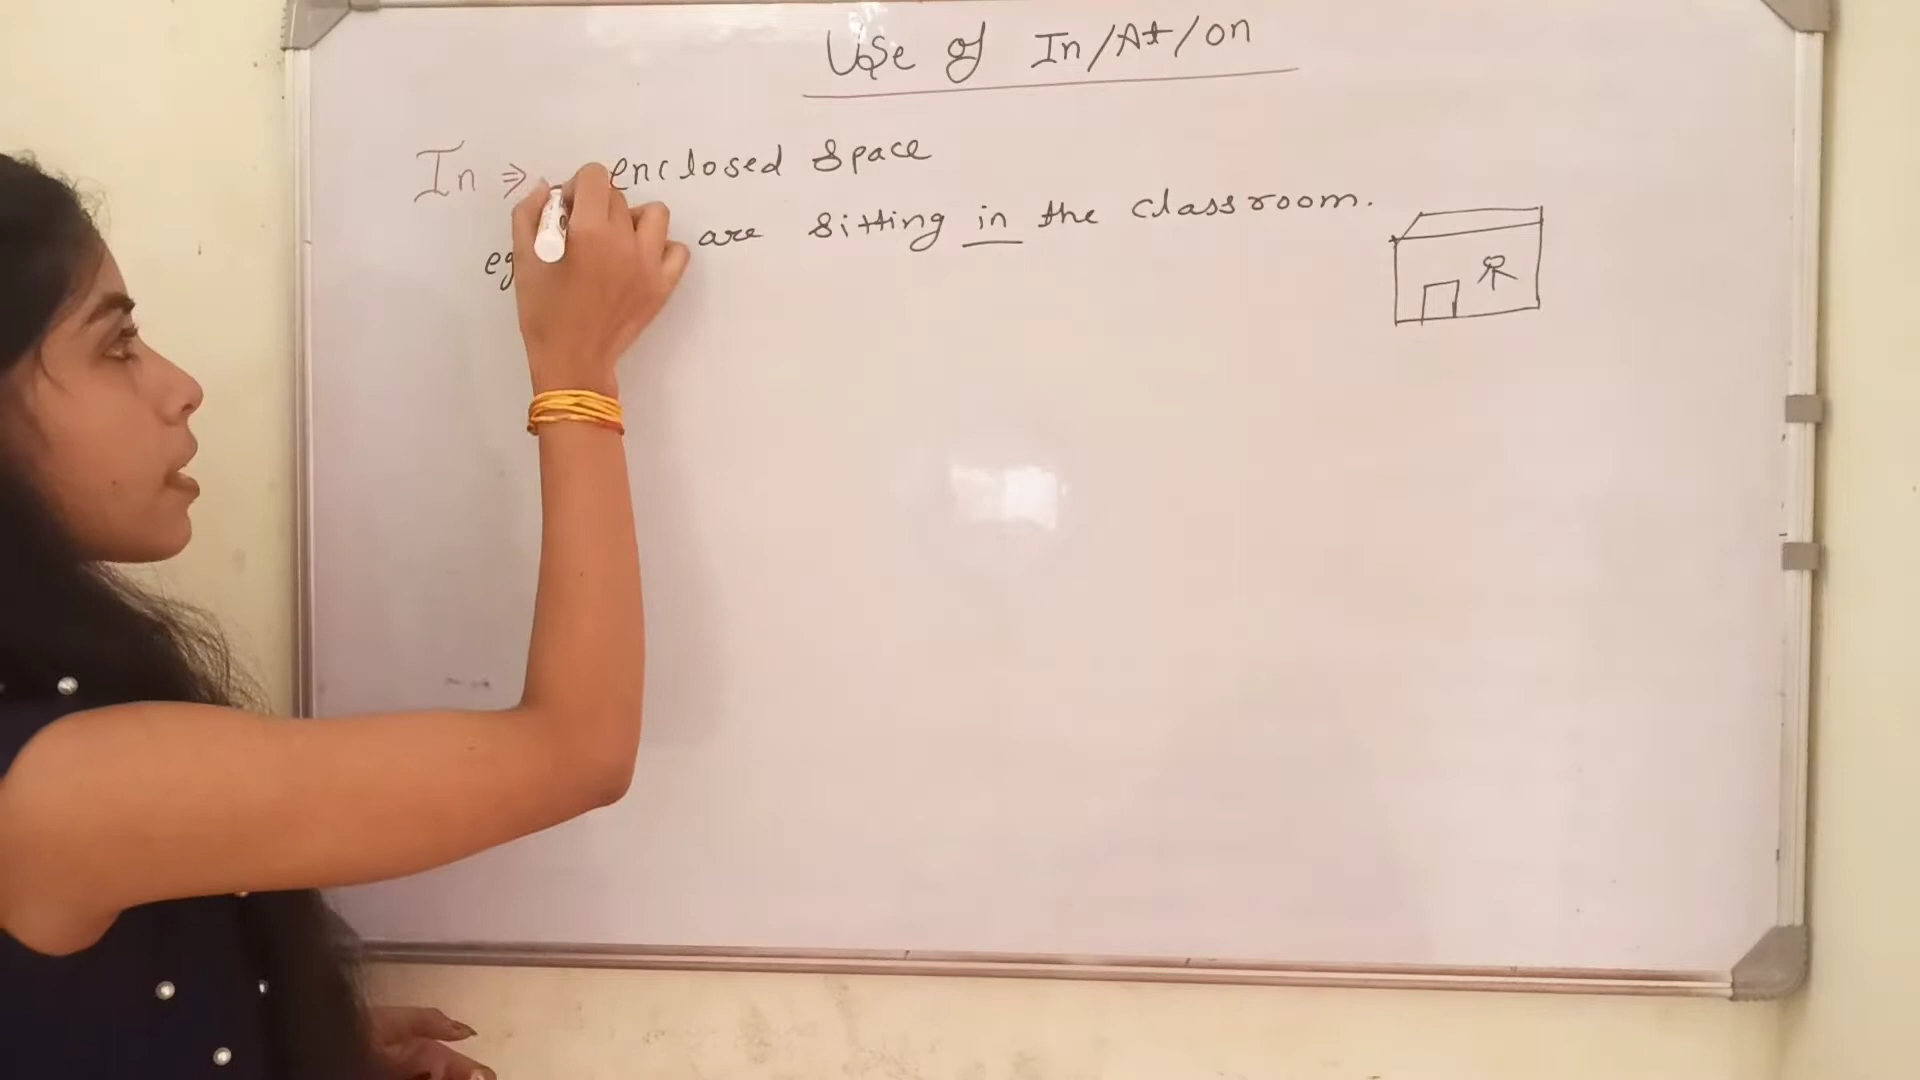 Use of In/At/on
In ⇒ enclosed space
eg are sitting in the classroom.